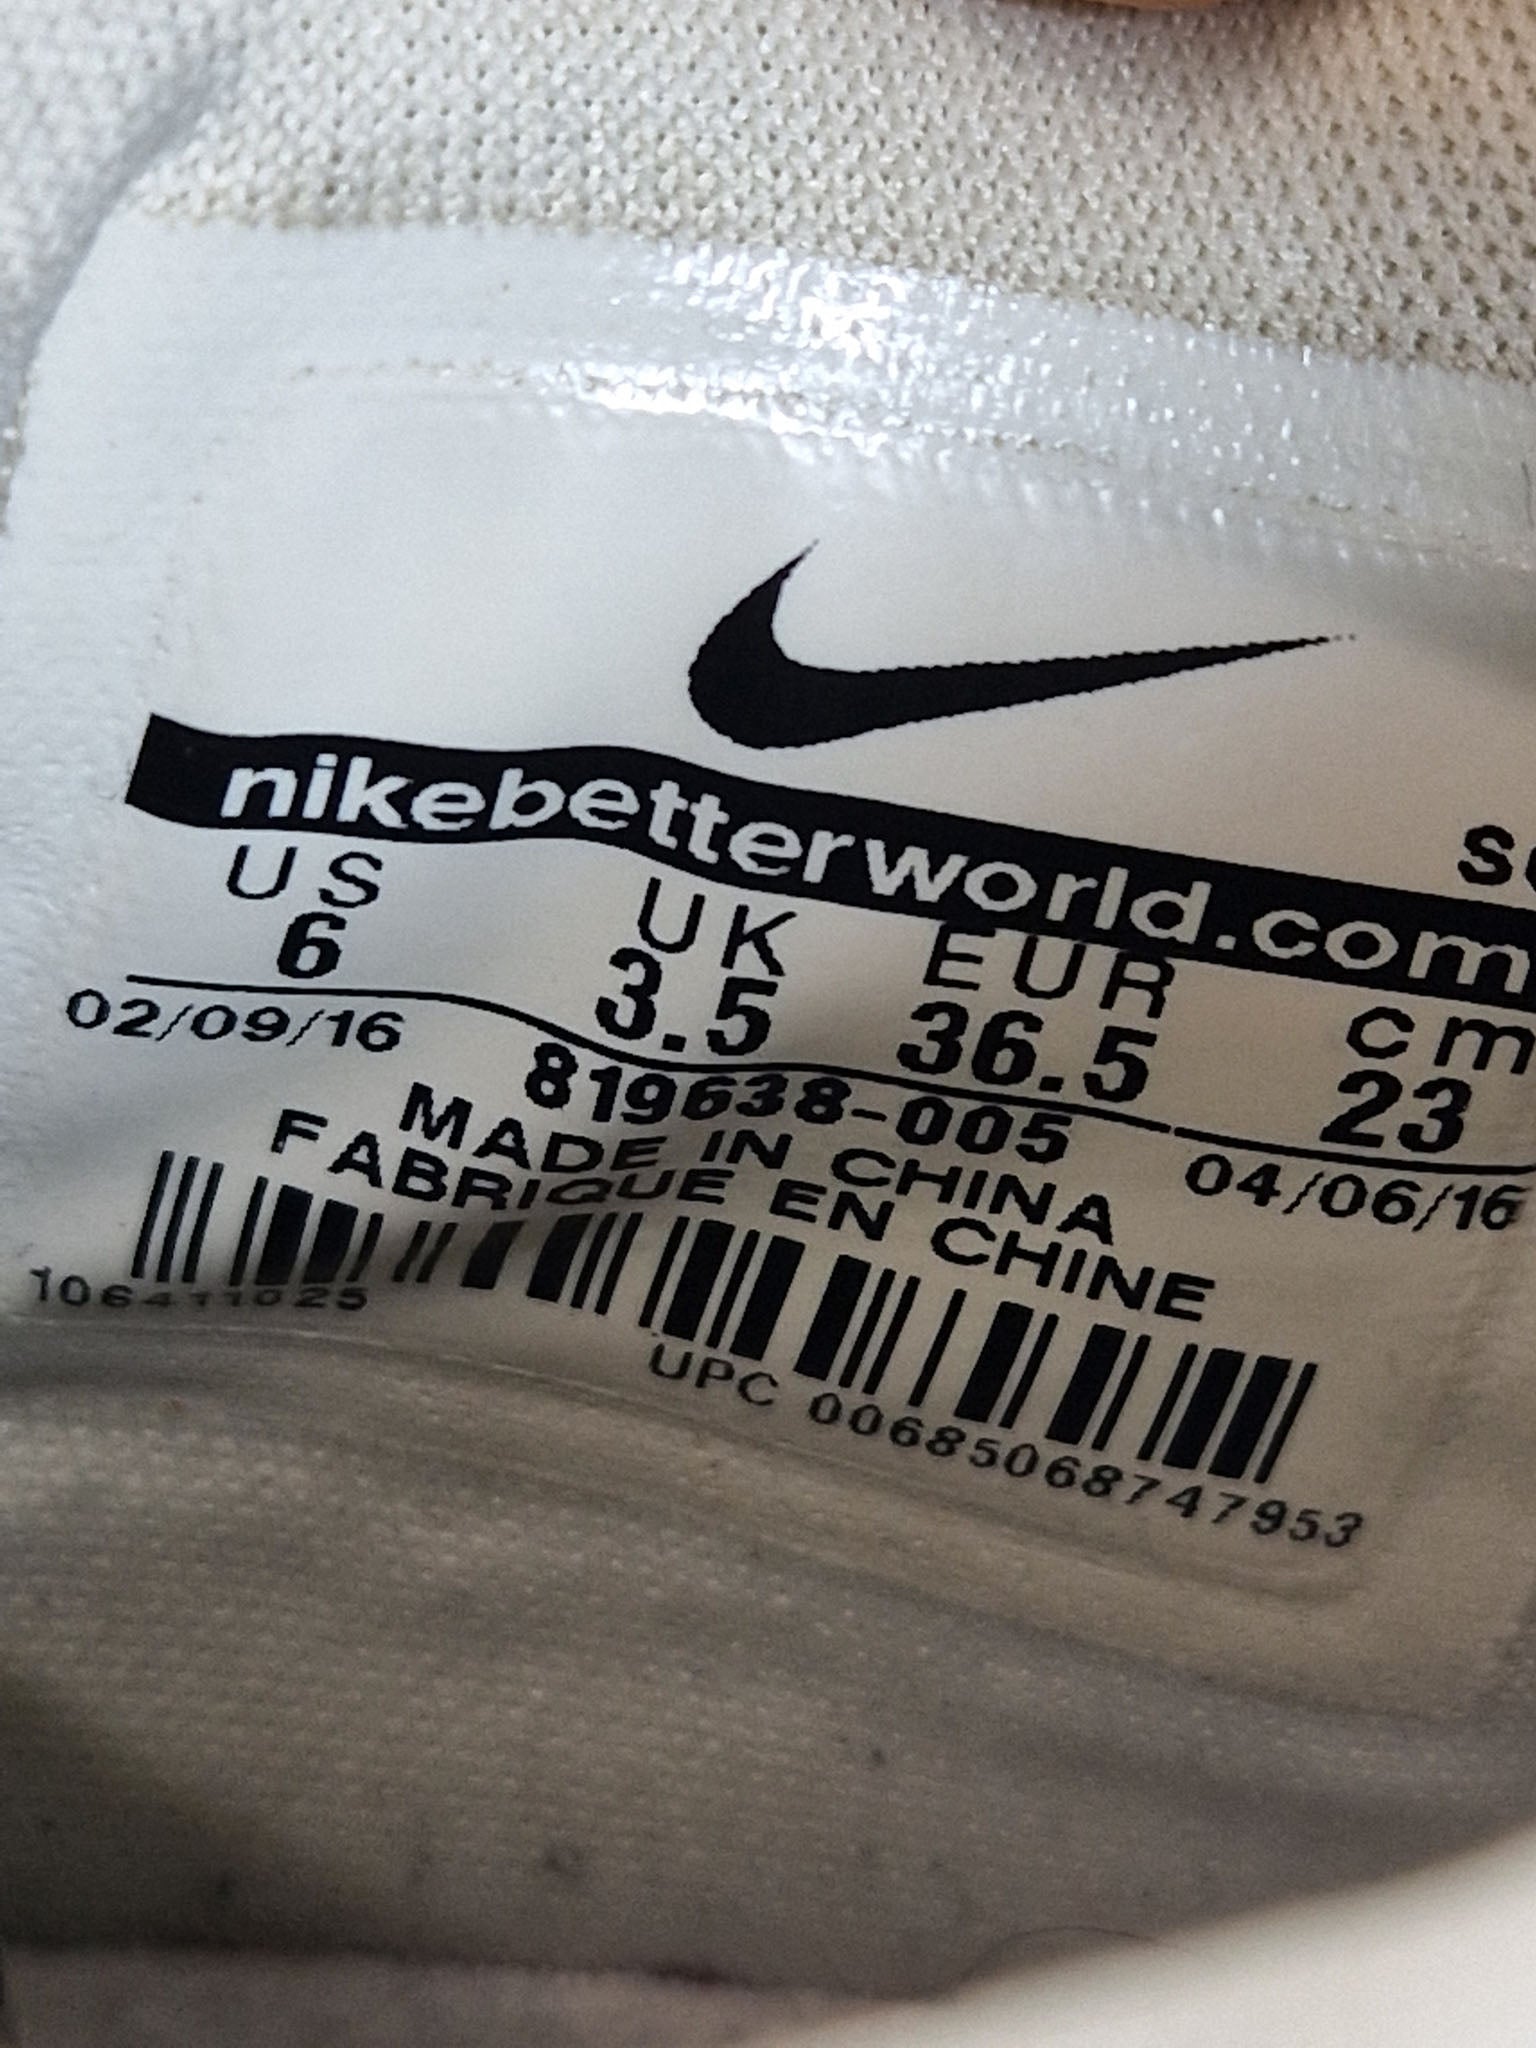 nikebetterworld.com
US UK EUR cm
6 3.5 36.5 23
02/09/16 819638-005 04/06/16
MADE IN CHINA
FABRIQUE EN CHINE
UPC 00685068747953